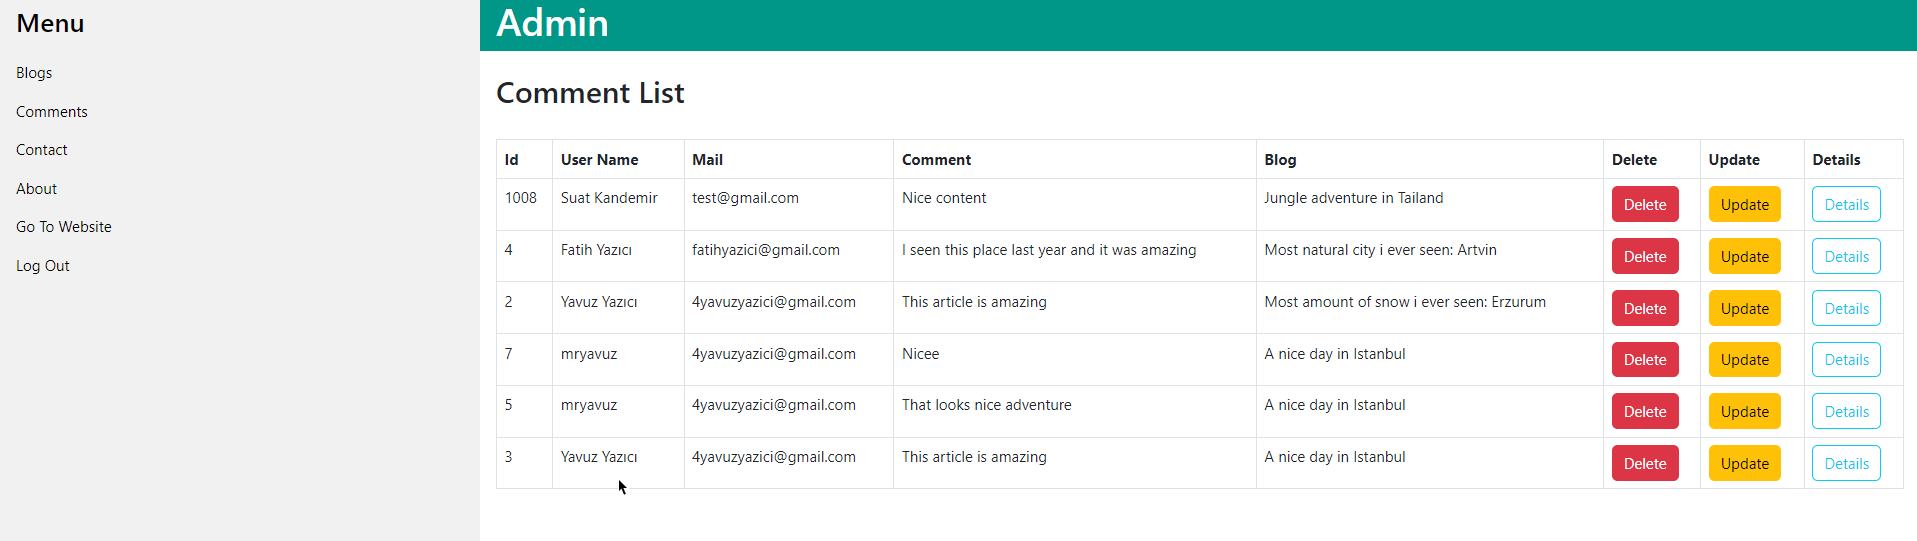 Menu
Blogs
Comments
Contact
About
Go To Website
Log Out
Admin
Comment List
Id User Name Mail Comment Blog Delete Update Details
1008 Suat Kandemir test@gmail.com Nice content Jungle adventure in Tailand Delete Update Details
4 Fatih Yazıcı fatihyazici@gmail.com I seen this place last year and it was amazing Most natural city i ever seen: Artvin Delete Update Details
2 Yavuz Yazıcı 4yavuzyazici@gmail.com This article is amazing Most amount of snow i ever seen: Erzurum Delete Update Details
7 mryavuz 4yavuzyazici@gmail.com Nicee A nice day in Istanbul Delete Update Details
5 mryavuz 4yavuzyazici@gmail.com That looks nice adventure A nice day in Istanbul Delete Update Details
3 Yavuz Yazıcı 4yavuzyazici@gmail.com This article is amazing A nice day in Istanbul Delete Update Details